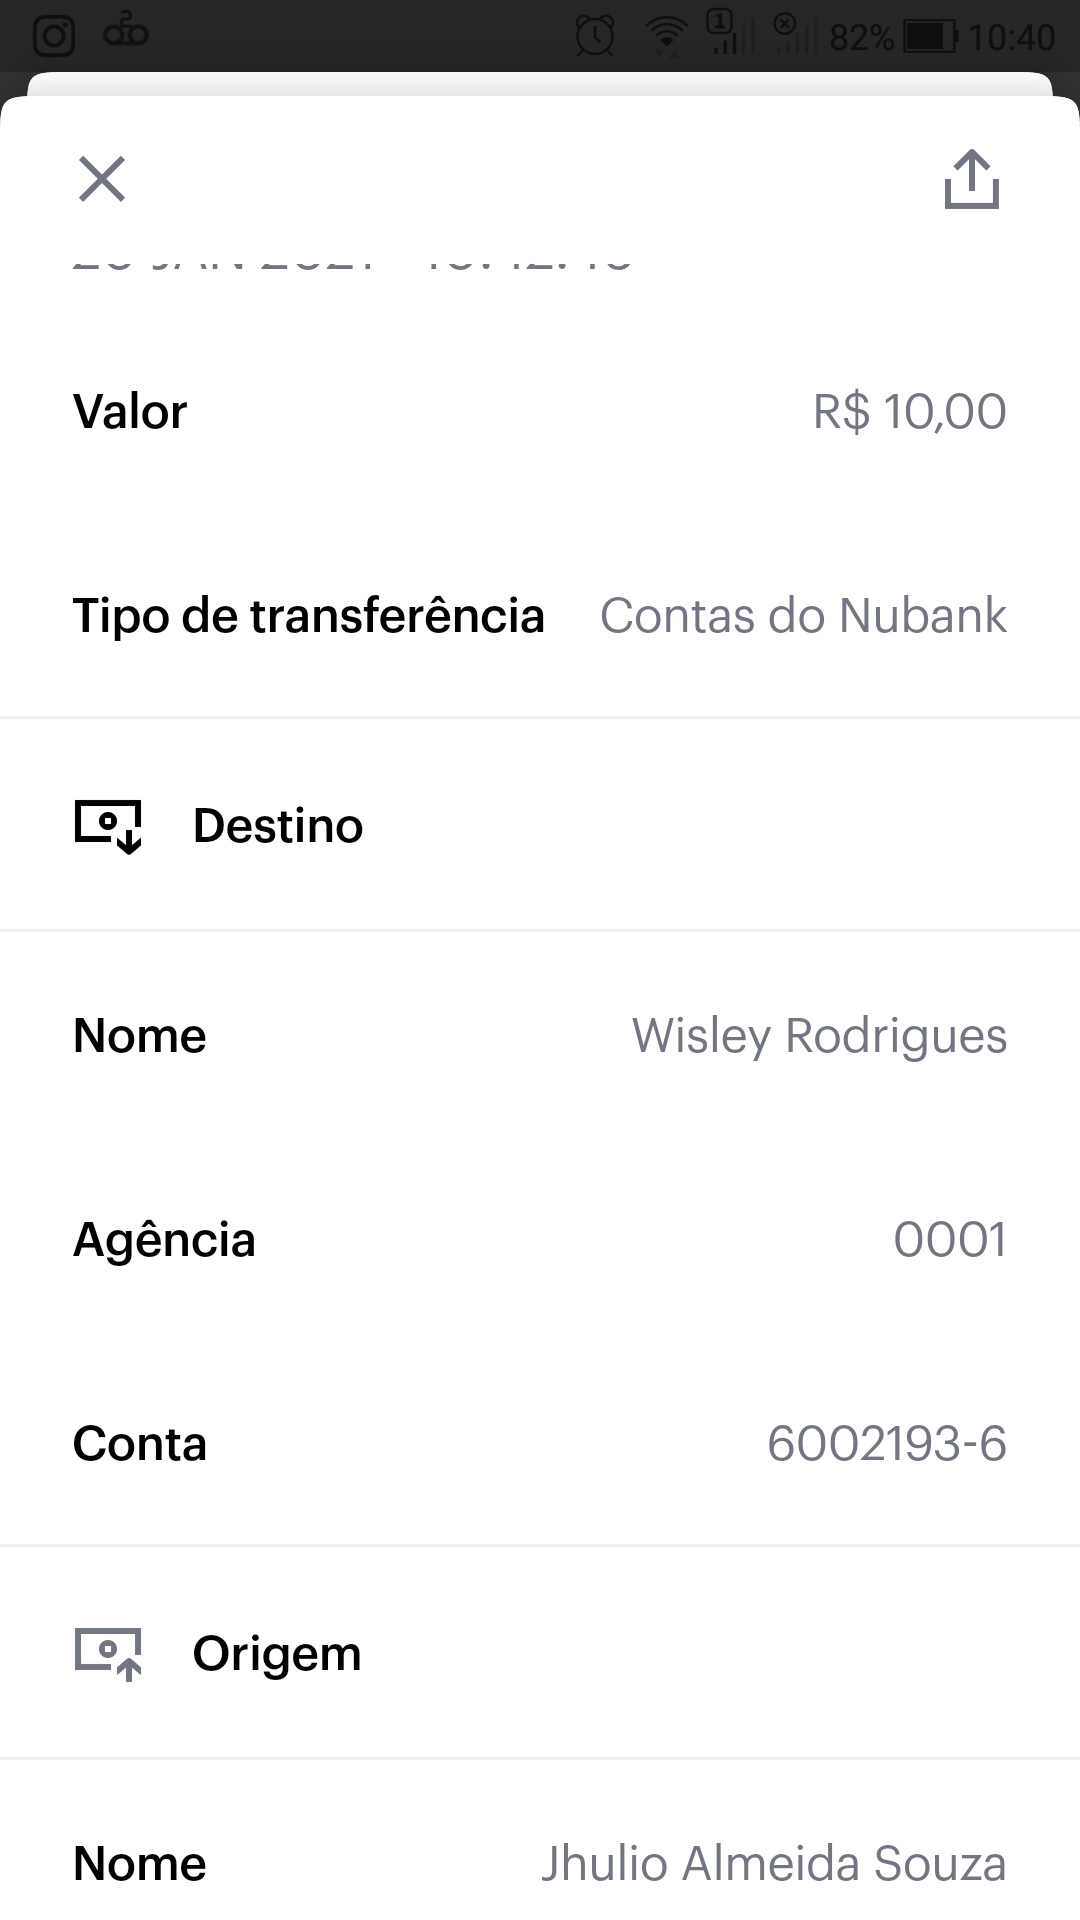 1
82%
10:40
Valor R$ 10,00
Tipo de transferência Contas do Nubank
Destino
Nome Wisley Rodrigues
Agência 0001
Conta 6002193-6
Origem
Nome Jhulio Almeida Souza